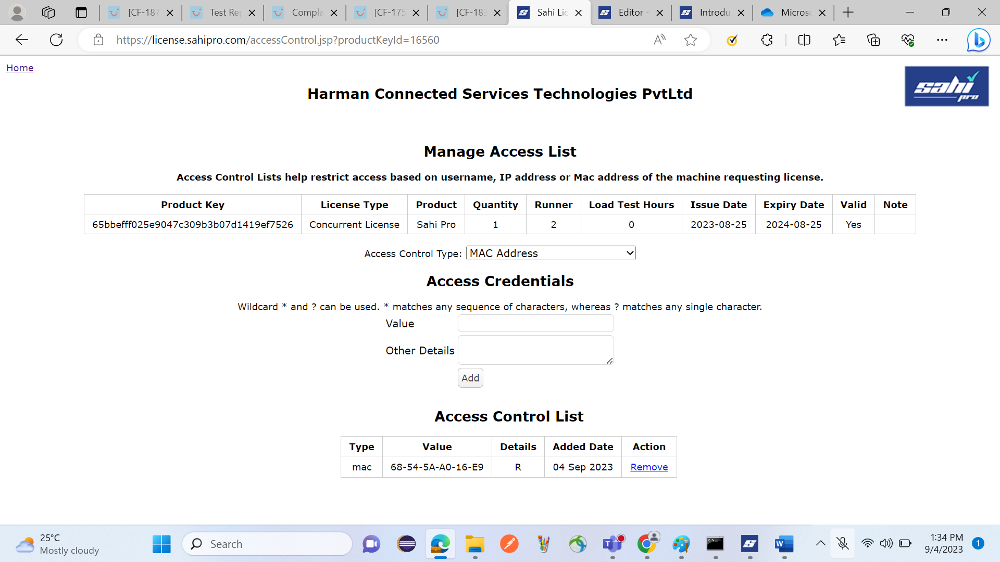 [CF-187
Test Rep
Compla
[CF-175
[CF-183
Sahi Lic
Editor -
Introdu
Microso
https://license.sahipro.com/accessControl.jsp?productKeyId=16560
Home
sahi pro
Harman Connected Services Technologies PvtLtd
Manage Access List
Access Control Lists help restrict access based on username, IP address or Mac address of the machine requesting license.
Product Key License Type Product Quantity Runner Load Test Hours Issue Date Expiry Date Valid Note
65bbefff025e9047c309b3b07d1419ef7526 Concurrent License Sahi Pro 1 2 0 2023-08-25 2024-08-25 Yes
Access Control Type: MAC Address
Access Credentials
Wildcard * and ? can be used. * matches any sequence of characters, whereas ? matches any single character.
Value
Other Details
Add
Access Control List
Type Value Details Added Date Action
mac 68-54-5A-A0-16-E9 R 04 Sep 2023 Remove
25°C
Mostly cloudy
Search
1:34 PM
9/4/2023
1